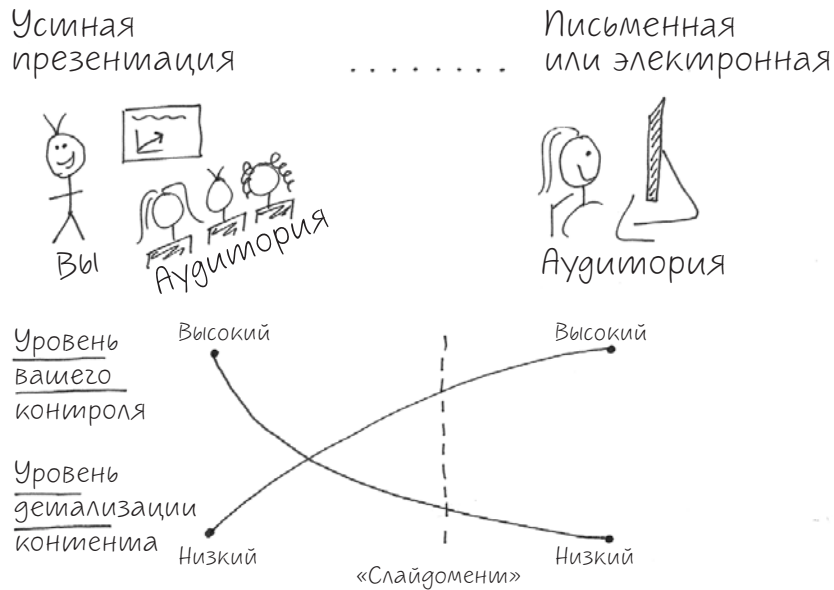 Устная
презентация
. . . . . . . .
Письменная
или электронная
Вы
Аудитория
Аудитория
Уровень
вашего
контроля
Высокий
Высокий
Уровень
детализации
контента
Низкий
Низкий
«Слайдомент»